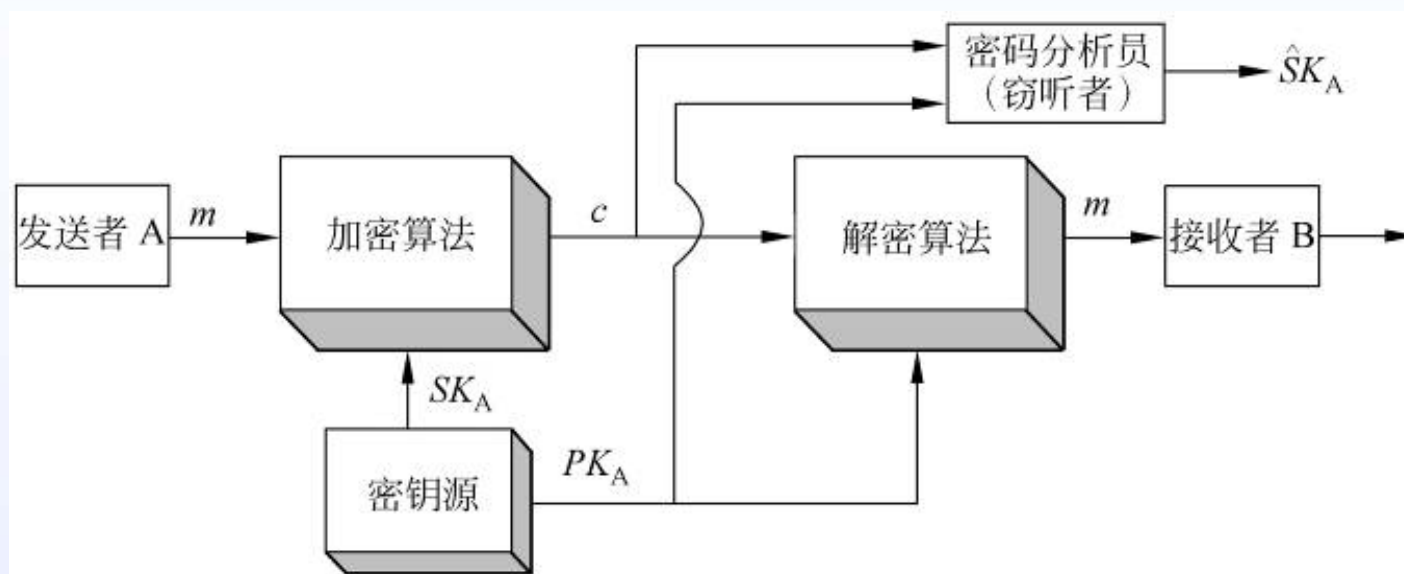 密码分析员
（窃听者）
ŜK_A
发送者 A
m
加密算法
c
解密算法
m
接收者 B
SK_A
密钥源
PK_A